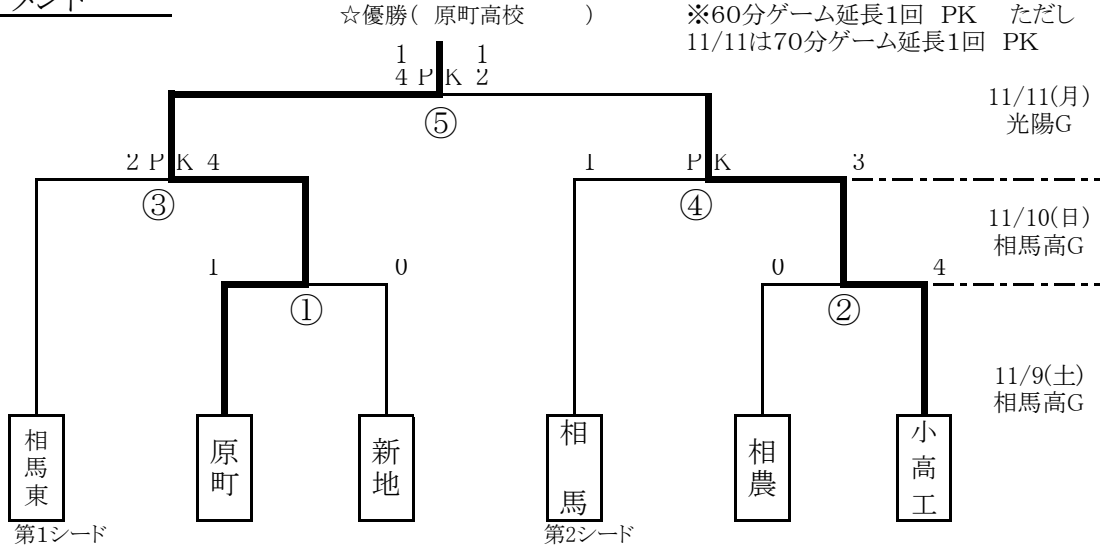 ☆優勝( 原町高校 )
※60分ゲーム延長1回 PK ただし
11/11は70分ゲーム延長1回 PK
1 1
4 PK 2
11/11(月)
光陽G
⑤
2 PK 4
1 PK 3
③
④
11/10(日)
相馬高G
1 0
0 4
①
②
11/9(土)
相馬高G
相馬東
原町
新地
相馬
相農
小高工
第1シード
第2シード